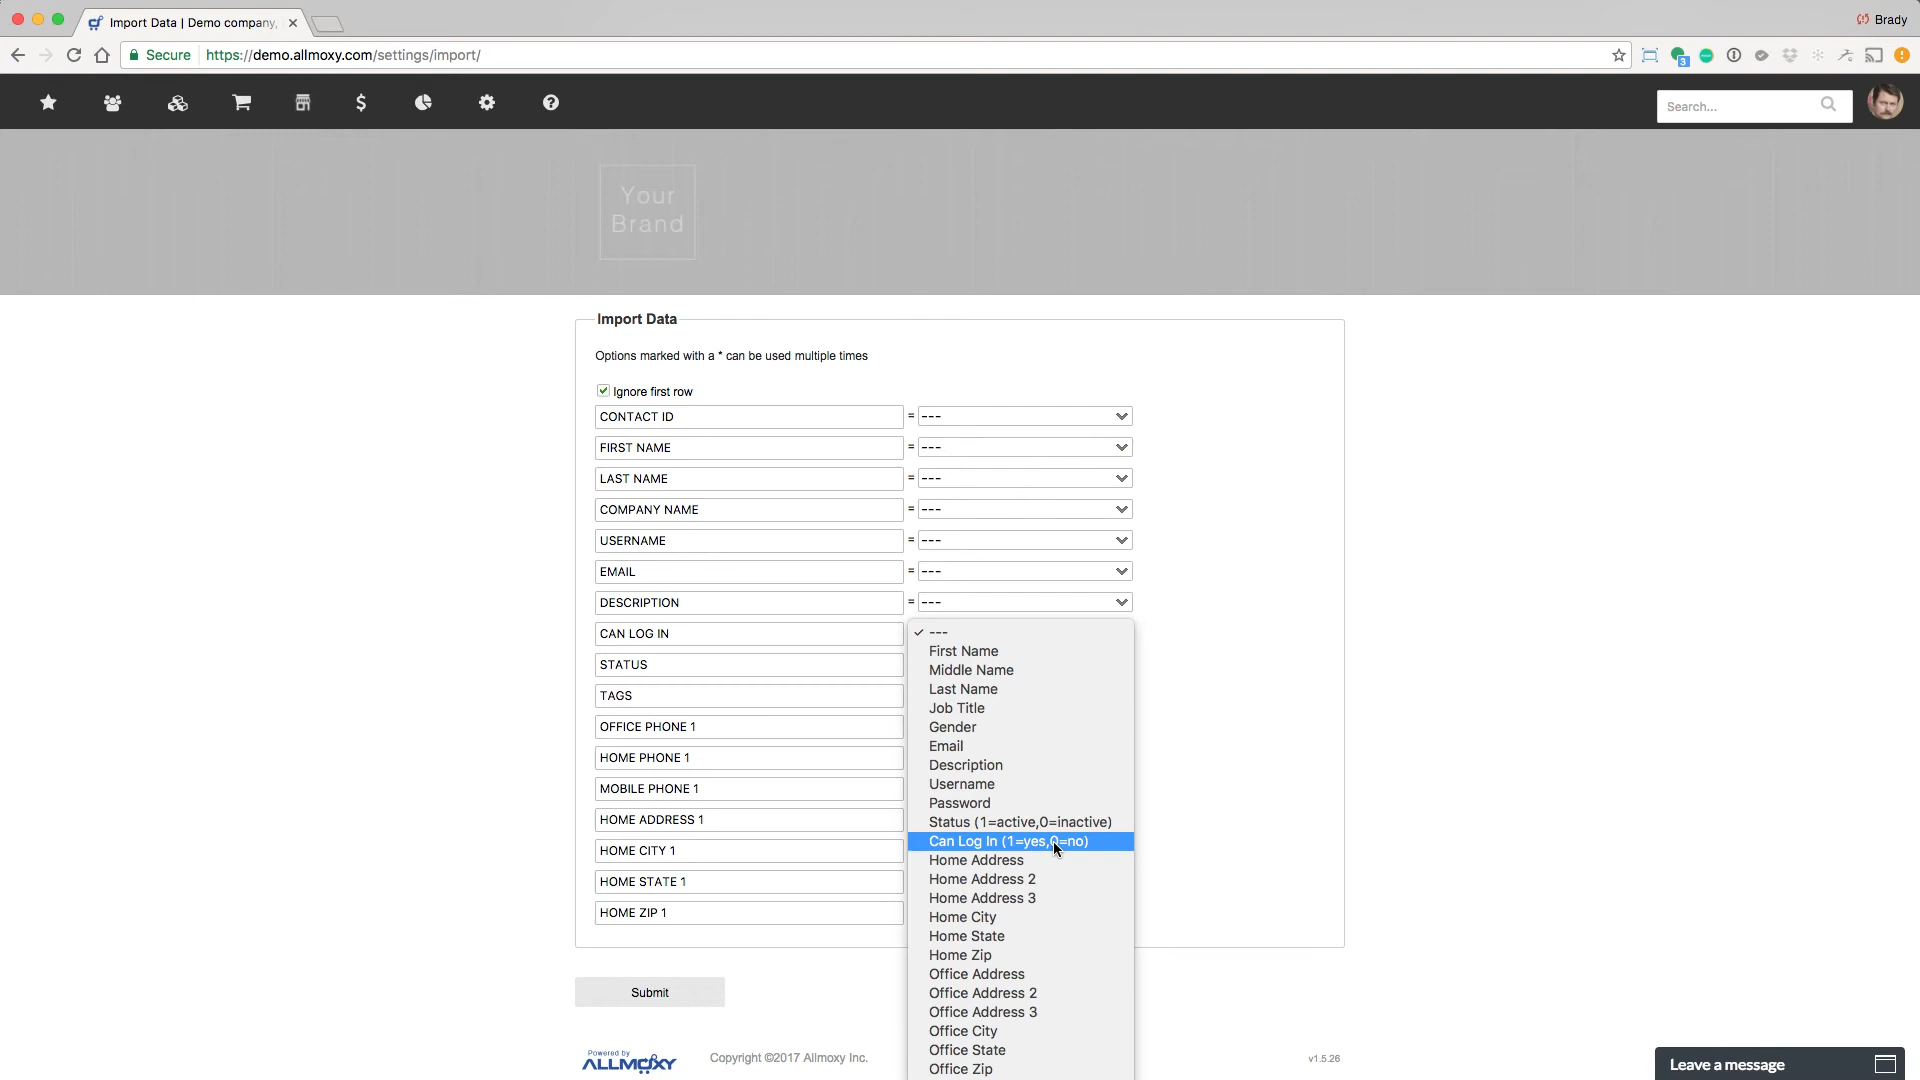 Import Data | Demo company,
Brady
Secure
https://demo.allmoxy.com/settings/import/
3
Search...
Your
Brand
Import Data
Options marked with a * can be used multiple times
Ignore first row
CONTACT ID = ---
FIRST NAME = ---
LAST NAME = ---
COMPANY NAME = ---
USERNAME = ---
EMAIL = ---
DESCRIPTION = ---
CAN LOG IN
STATUS
TAGS
OFFICE PHONE 1
HOME PHONE 1
MOBILE PHONE 1
HOME ADDRESS 1
HOME CITY 1
HOME STATE 1
HOME ZIP 1
---
First Name
Middle Name
Last Name
Job Title
Gender
Email
Description
Username
Password
Status (1=active,0=inactive)
Can Log In (1=yes,0=no)
Home Address
Home Address 2
Home Address 3
Home City
Home State
Home Zip
Office Address
Office Address 2
Office Address 3
Office City
Office State
Office Zip
Submit
Powered by
ALLMOXY
Copyright ©2017 Allmoxy Inc.
v1.5.26
Leave a message